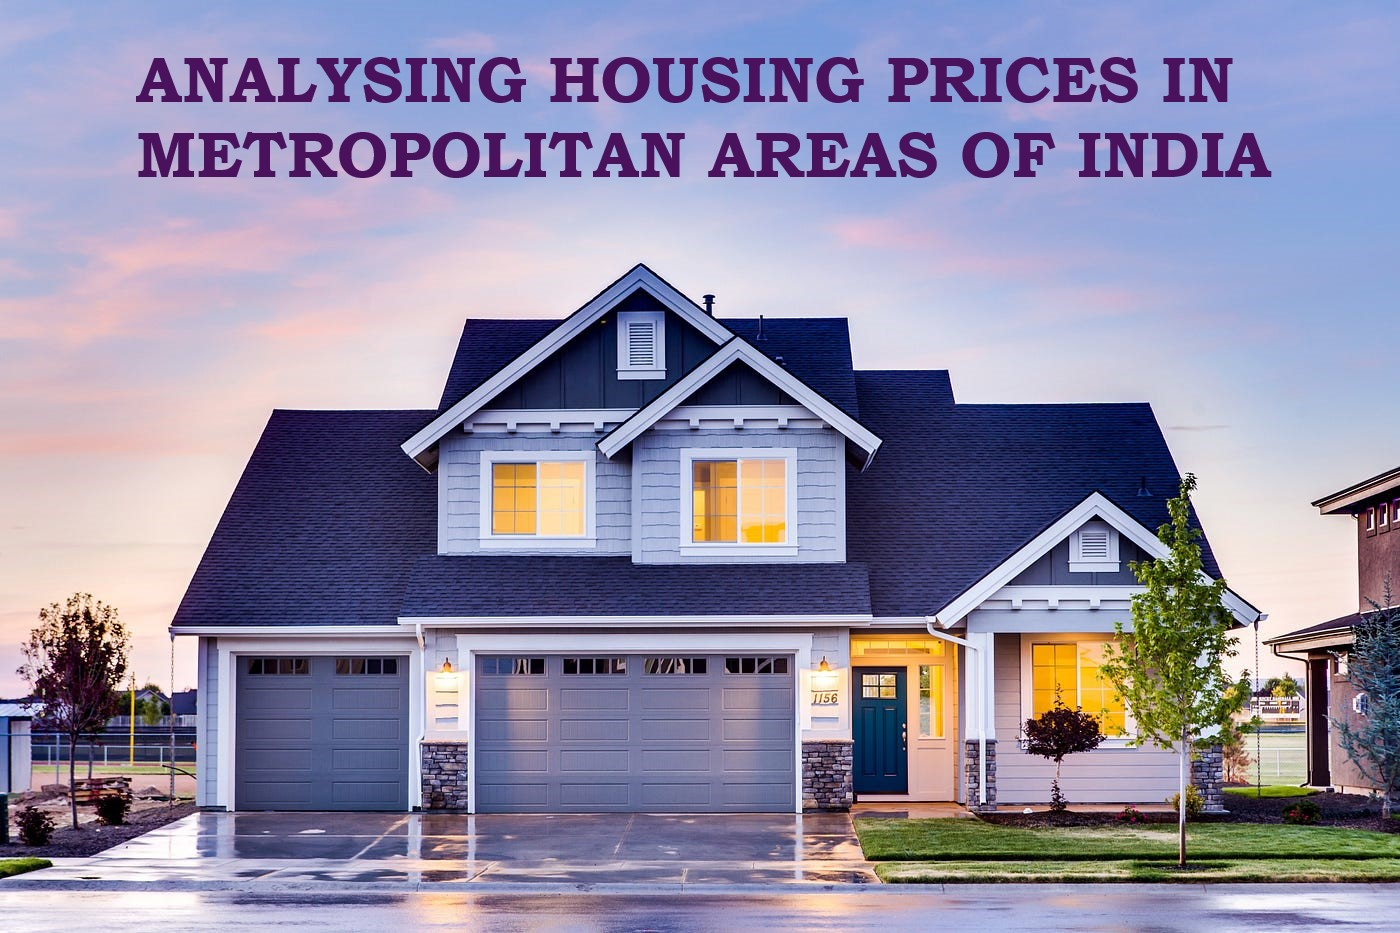 ANALYSING HOUSING PRICES IN
METROPOLITAN AREAS OF INDIA
1156